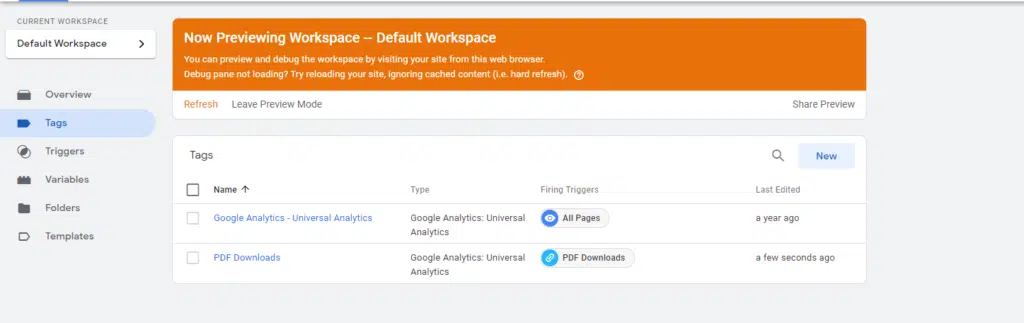 CURRENT WORKSPACE
Default Workspace
Overview
Tags
Triggers
Variables
Folders
Templates
Now Previewing Workspace -- Default Workspace
You can preview and debug the workspace by visiting your site from this web browser.
Debug pane not loading? Try reloading your site, ignoring cached content (i.e. hard refresh).
Refresh Leave Preview Mode Share Preview
Tags New
Name Type Firing Triggers Last Edited
Google Analytics - Universal Analytics Google Analytics: Universal Analytics All Pages a year ago
PDF Downloads Google Analytics: Universal Analytics PDF Downloads a few seconds ago